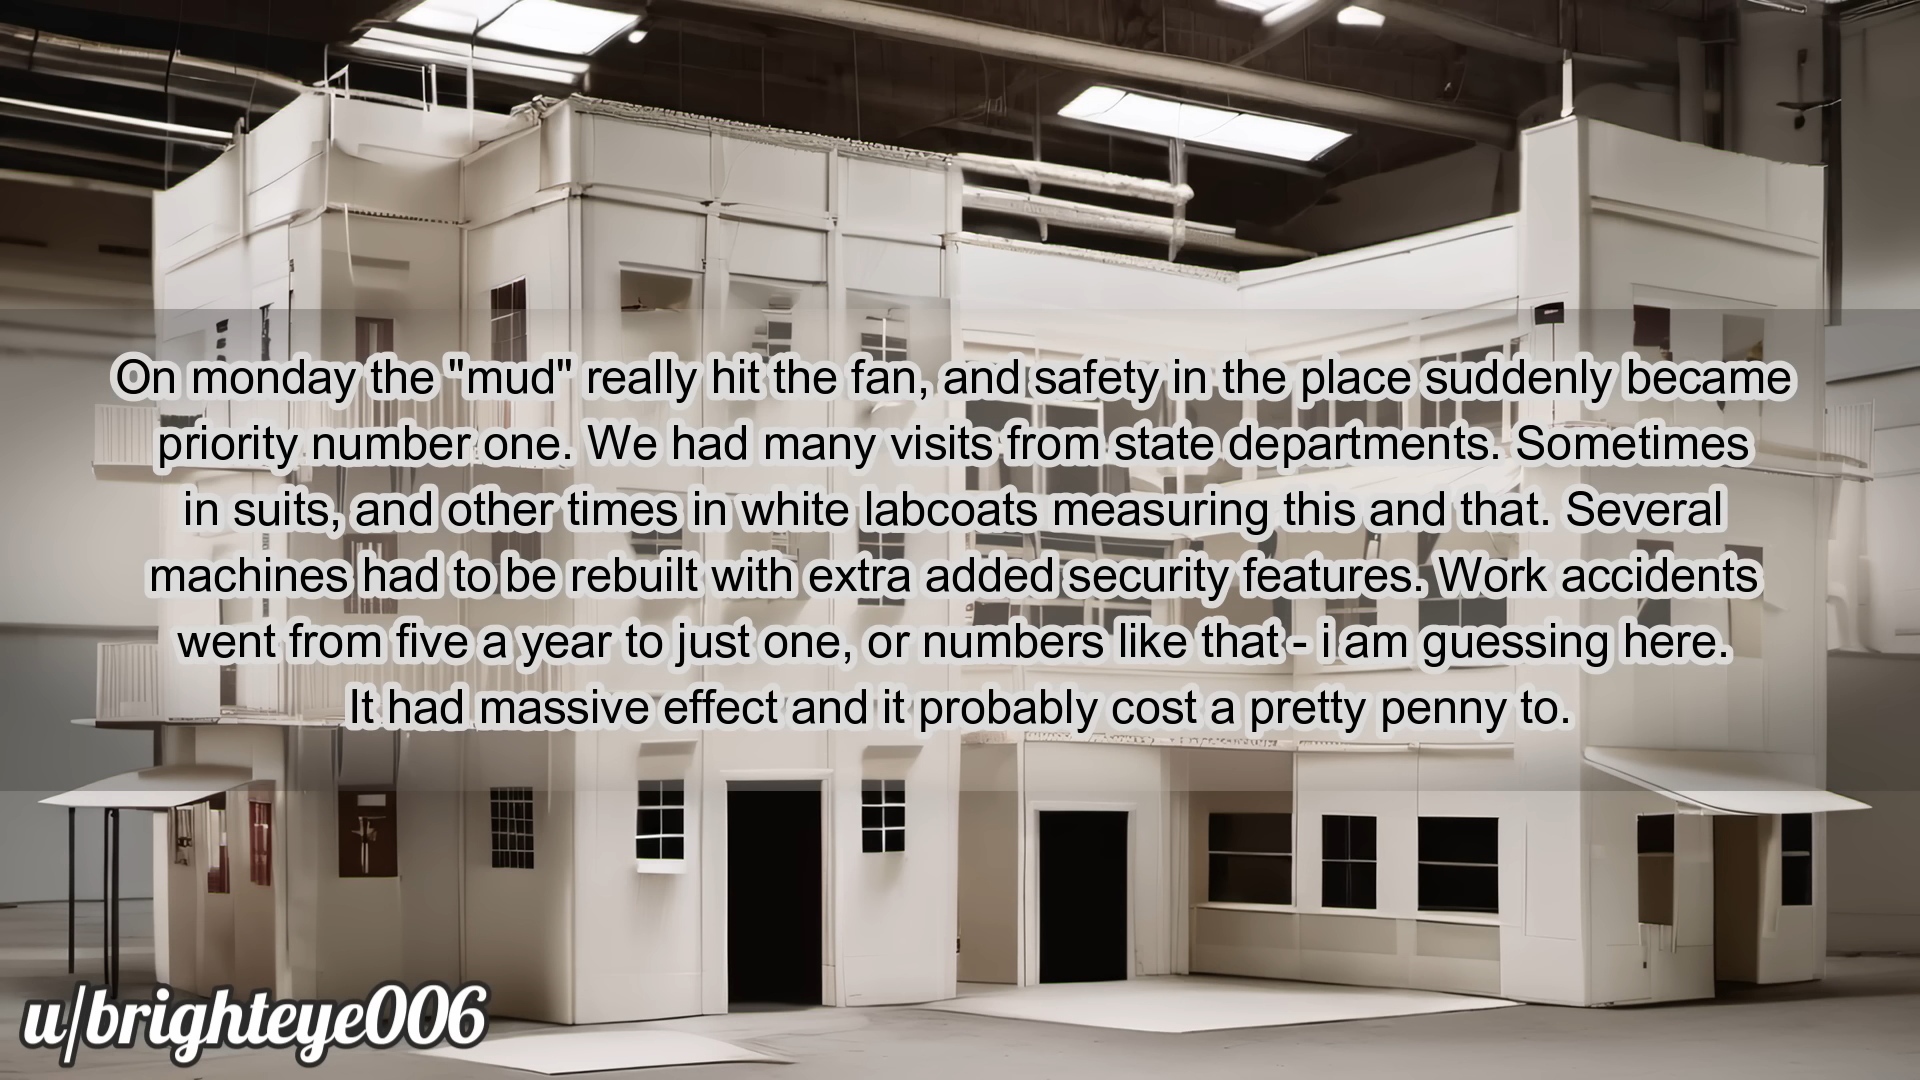 On monday the "mud" really hit the fan, and safety in the place suddenly became
priority number one. We had many visits from state departments. Sometimes
in suits, and other times in white labcoats measuring this and that. Several
machines had to be rebuilt with extra added security features. Work accidents
went from five a year to just one, or numbers like that - i am guessing here.
It had massive effect and it probably cost a pretty penny to.
u/brighteye006